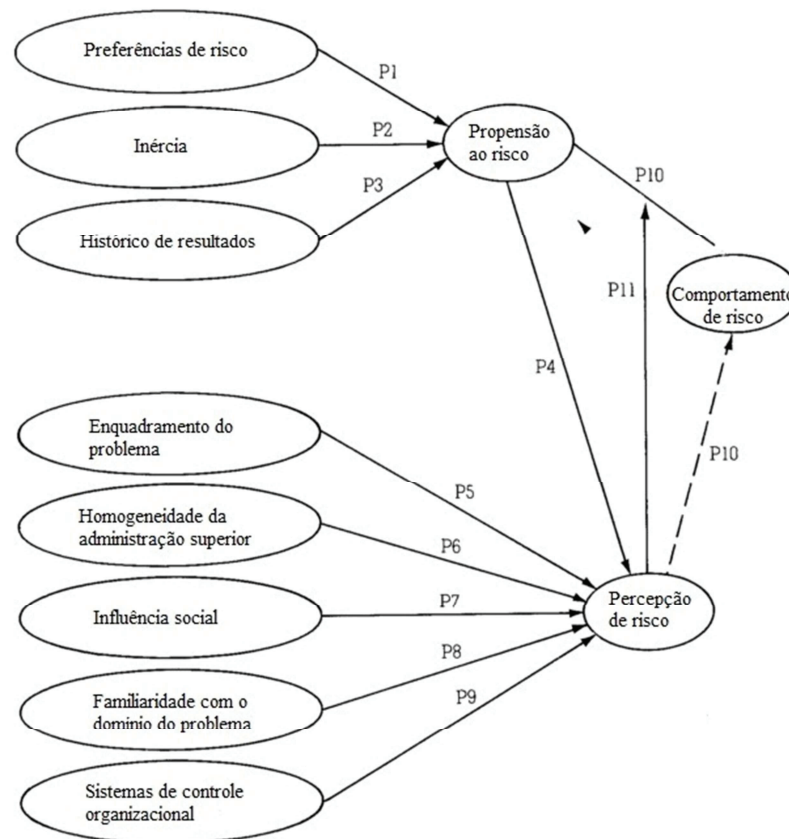 Preferências de risco
P1
Inércia
P2
Propensão
ao risco
P3
Histórico de resultados
P10
P11
Comportamento
de risco
P4
Enquadramento do
problema
P5
P10
Homogeneidade da
administração superior
P6
Influência social
P7
Percepção
de risco
P8
Familiaridade com o
domínio do problema
P9
Sistemas de controle
organizacional